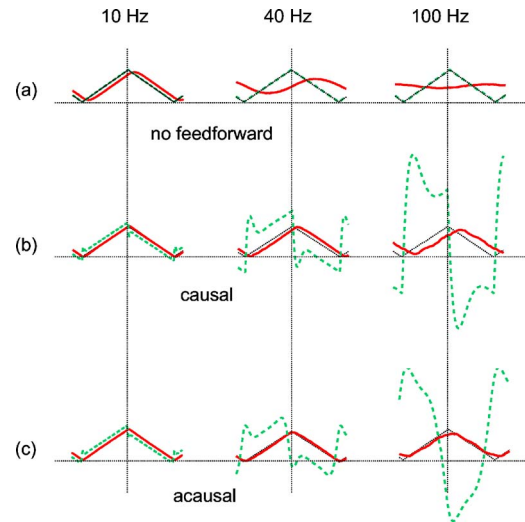 10 Hz 40 Hz 100 Hz
(a)
no feedforward
(b)
causal
(c)
acausal